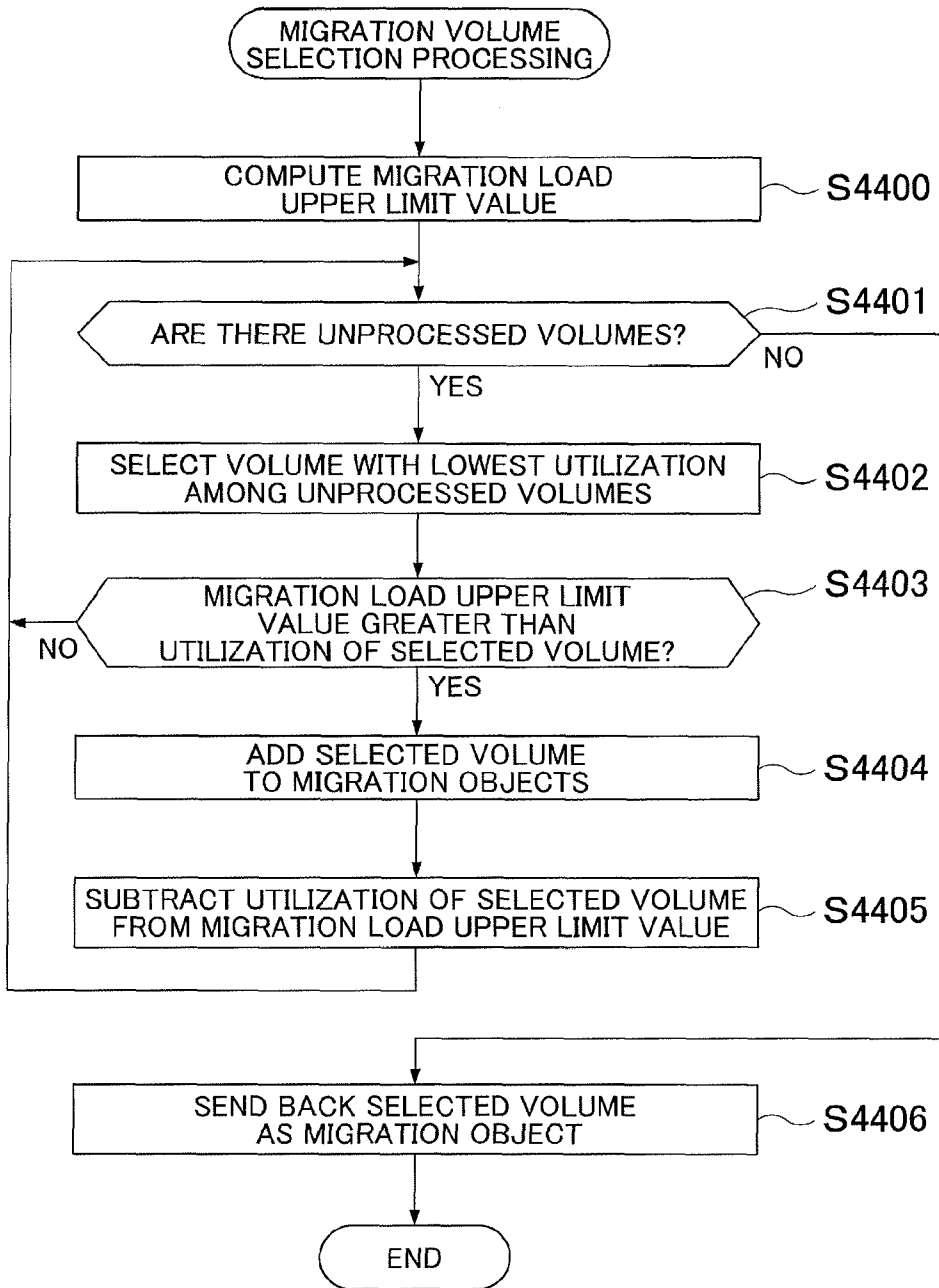 MIGRATION VOLUME
SELECTION PROCESSING
COMPUTE MIGRATION LOAD
UPPER LIMIT VALUE
S4400
S4401
ARE THERE UNPROCESSED VOLUMES?
NO
YES
SELECT VOLUME WITH LOWEST UTILIZATION
AMONG UNPROCESSED VOLUMES
S4402
S4403
MIGRATION LOAD UPPER LIMIT
VALUE GREATER THAN
UTILIZATION OF SELECTED VOLUME?
NO
YES
ADD SELECTED VOLUME
TO MIGRATION OBJECTS
S4404
SUBTRACT UTILIZATION OF SELECTED VOLUME
FROM MIGRATION LOAD UPPER LIMIT VALUE
S4405
SEND BACK SELECTED VOLUME
AS MIGRATION OBJECT
S4406
END